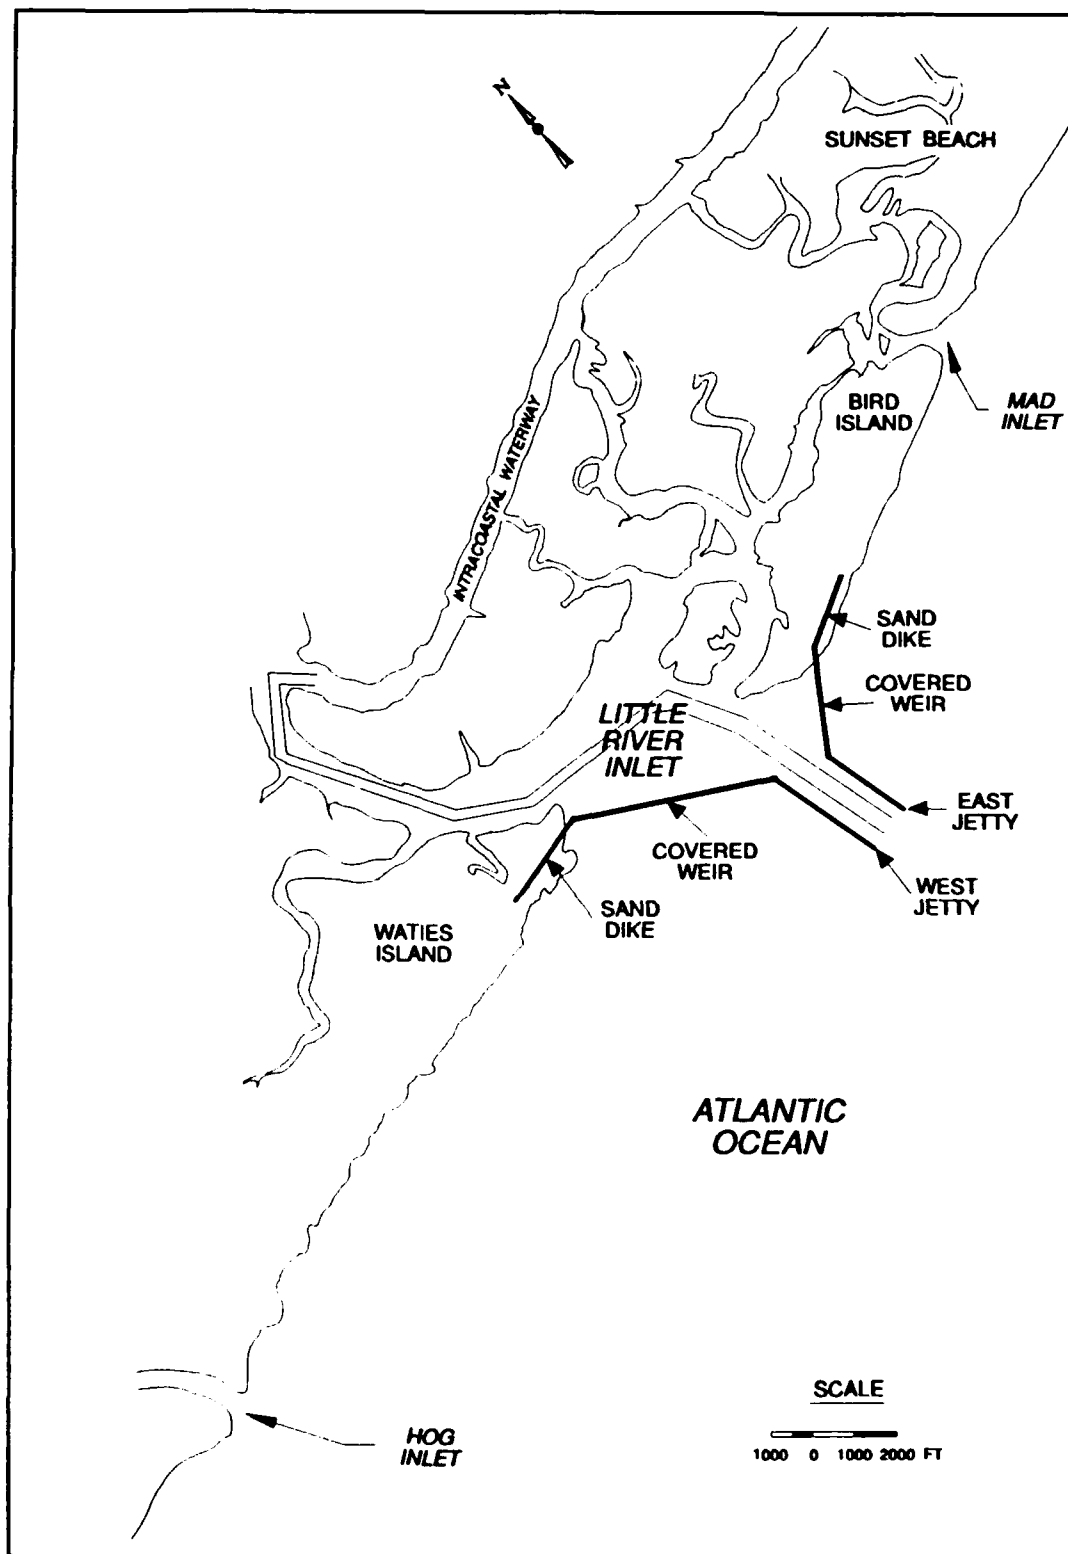 N
SUNSET BEACH
BIRD
ISLAND
MAD
INLET
INTRACOASTAL WATERWAY
SAND
DIKE
COVERED
WEIR
LITTLE
RIVER
INLET
EAST
JETTY
COVERED
WEIR
WEST
JETTY
SAND
DIKE
WATIES
ISLAND
ATLANTIC
OCEAN
SCALE
1000 0 1000 2000 FT
HOG
INLET